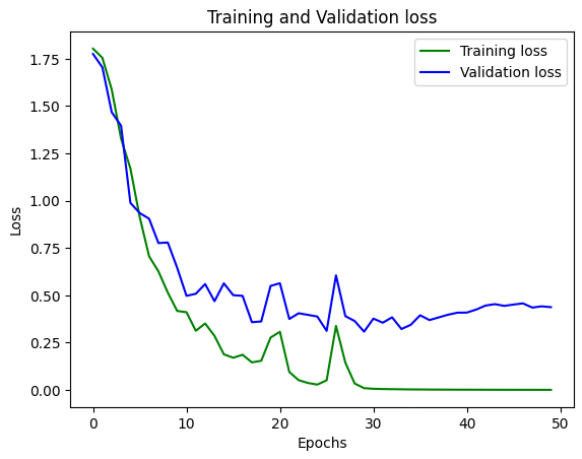 Training and Validation loss
Training loss
Validation loss
1.75
1.50
1.25
1.00
0.75
0.50
0.25
0.00
Loss
0 10 20 30 40 50
Epochs